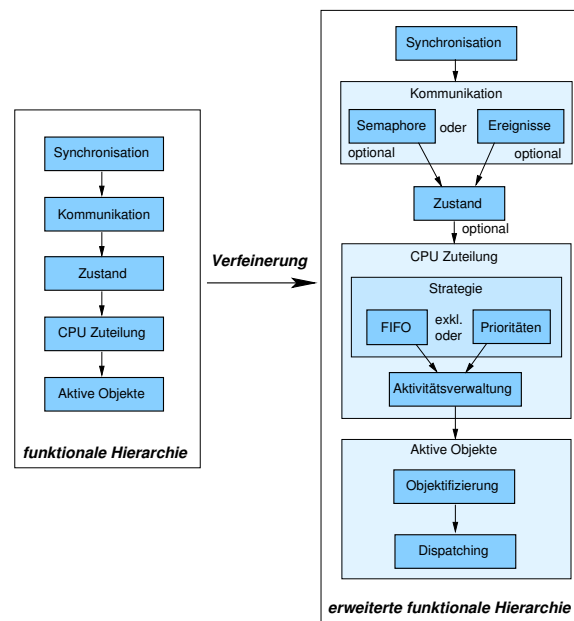 Synchronisation
Kommunikation
Zustand
CPU Zuteilung
Aktive Objekte
funktionale Hierarchie
Verfeinerung
Synchronisation
Kommunikation
Semaphore oder Ereignisse
optional optional
Zustand
optional
CPU Zuteilung
Strategie
FIFO exkl. oder Prioritäten
Aktivitätsverwaltung
Aktive Objekte
Objektifizierung
Dispatching
erweiterte funktionale Hierarchie